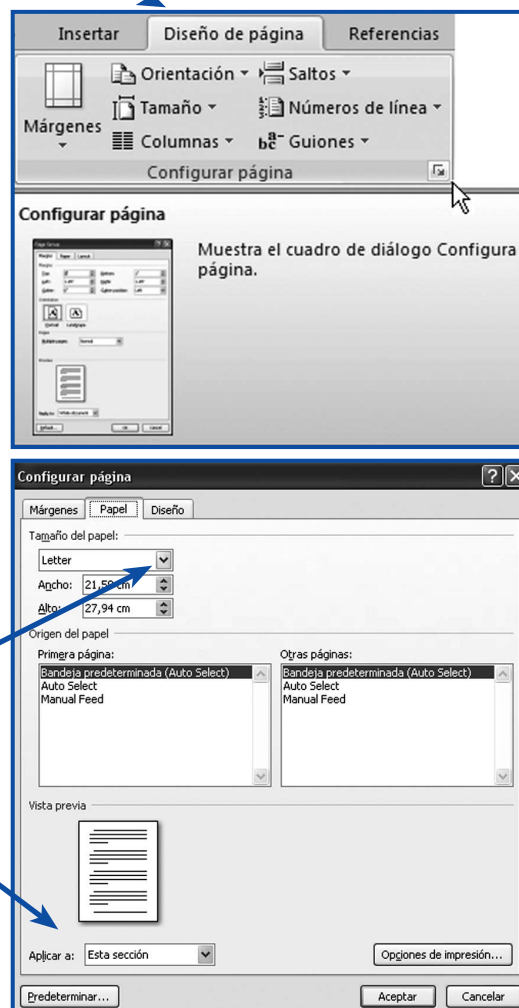 Insertar Diseño de página Referencias
Orientación Saltos
Márgenes Tamaño Números de línea
Columnas Guiones
Configurar página
Configurar página
Muestra el cuadro de diálogo Configura
página.
Configurar página
Márgenes Papel Diseño
Tamaño del papel:
Letter
Ancho: 21,59 cm
Alto: 27,94 cm
Origen del papel
Primera página: Otras páginas:
Bandeja predeterminada (Auto Select) Bandeja predeterminada (Auto Select)
Auto Select Auto Select
Manual Feed Manual Feed
Vista previa
Aplicar a: Esta sección Opciones de impresión...
Predeterminar... Aceptar Cancelar